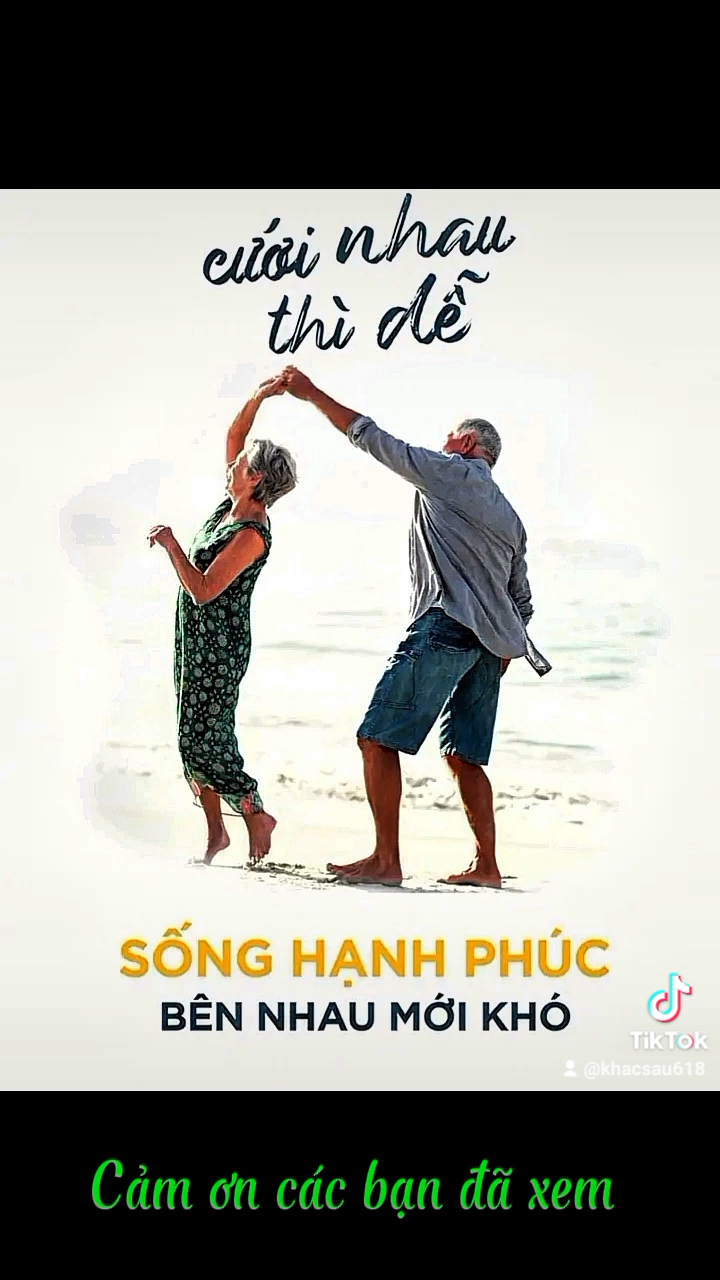 cưới nhau
thì dễ
SỐNG HẠNH PHÚC
BÊN NHAU MỚI KHÓ
TikTok
@khacsau618
Cảm ơn các bạn đã xem